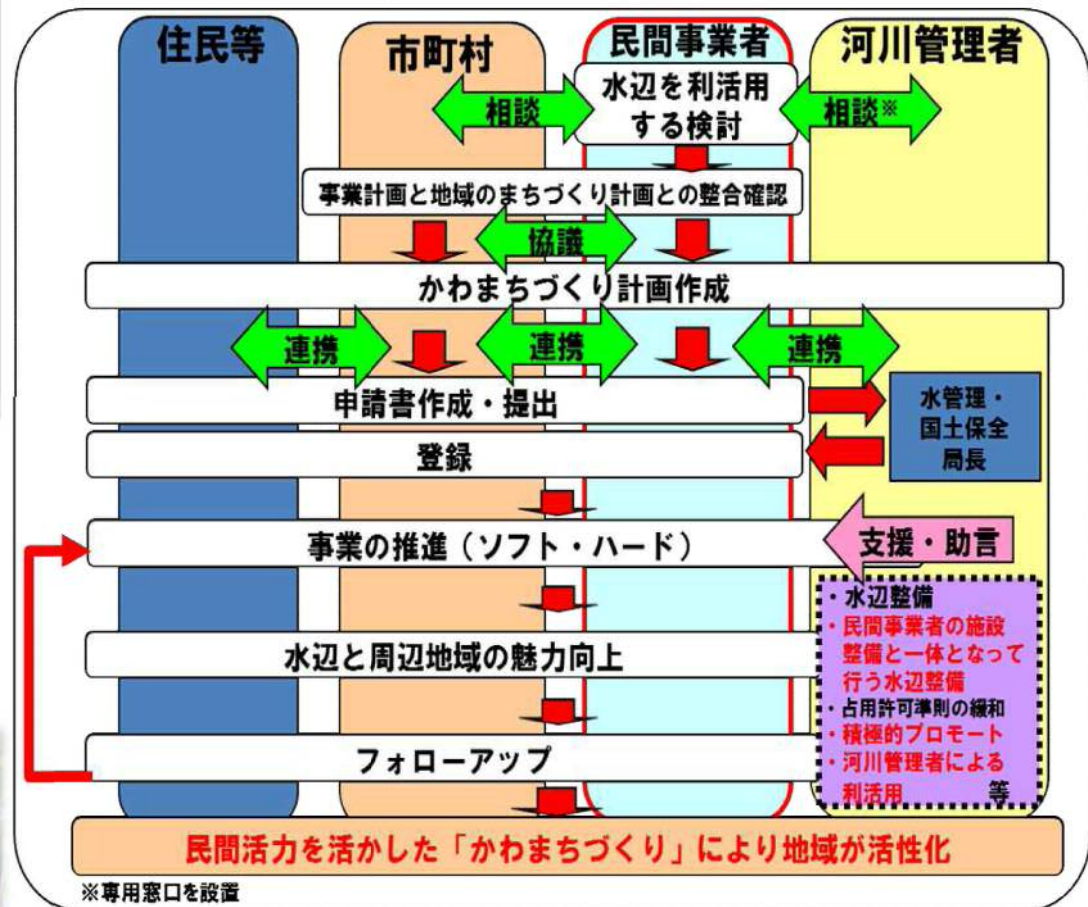 住民等
市町村
民間事業者
河川管理者
水辺を利活用
する検討
相談
相談※
事業計画と地域のまちづくり計画との整合確認
協議
かわまちづくり計画作成
連携
連携
連携
申請書作成・提出
水管理・
国土保全
局長
登録
事業の推進（ソフト・ハード）
支援・助言
・水辺整備
・民間事業者の施設
整備と一体となって
行う水辺整備
・占用許可準則の緩和
・積極的プロモート
・河川管理者による
利活用 等
水辺と周辺地域の魅力向上
フォローアップ
民間活力を活かした「かわまちづくり」により地域が活性化
※専用窓口を設置